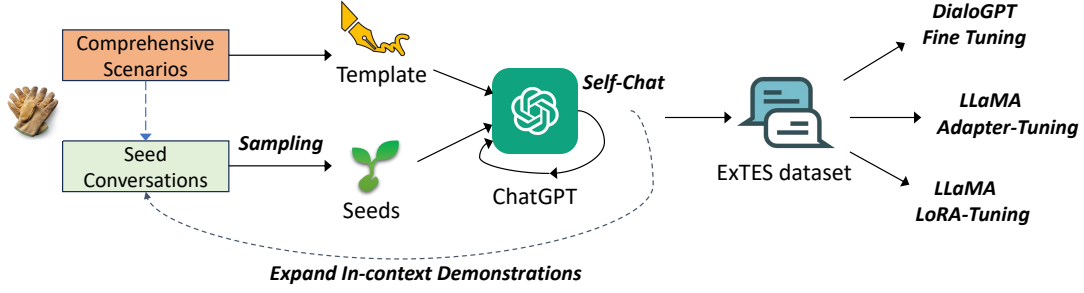 Comprehensive
Scenarios
Template
Seed
Conversations
Sampling
Seeds
ChatGPT
Self-Chat
Expand In-context Demonstrations
ExTES dataset
DialoGPT
Fine Tuning
LLaMA
Adapter-Tuning
LLaMA
LoRA-Tuning